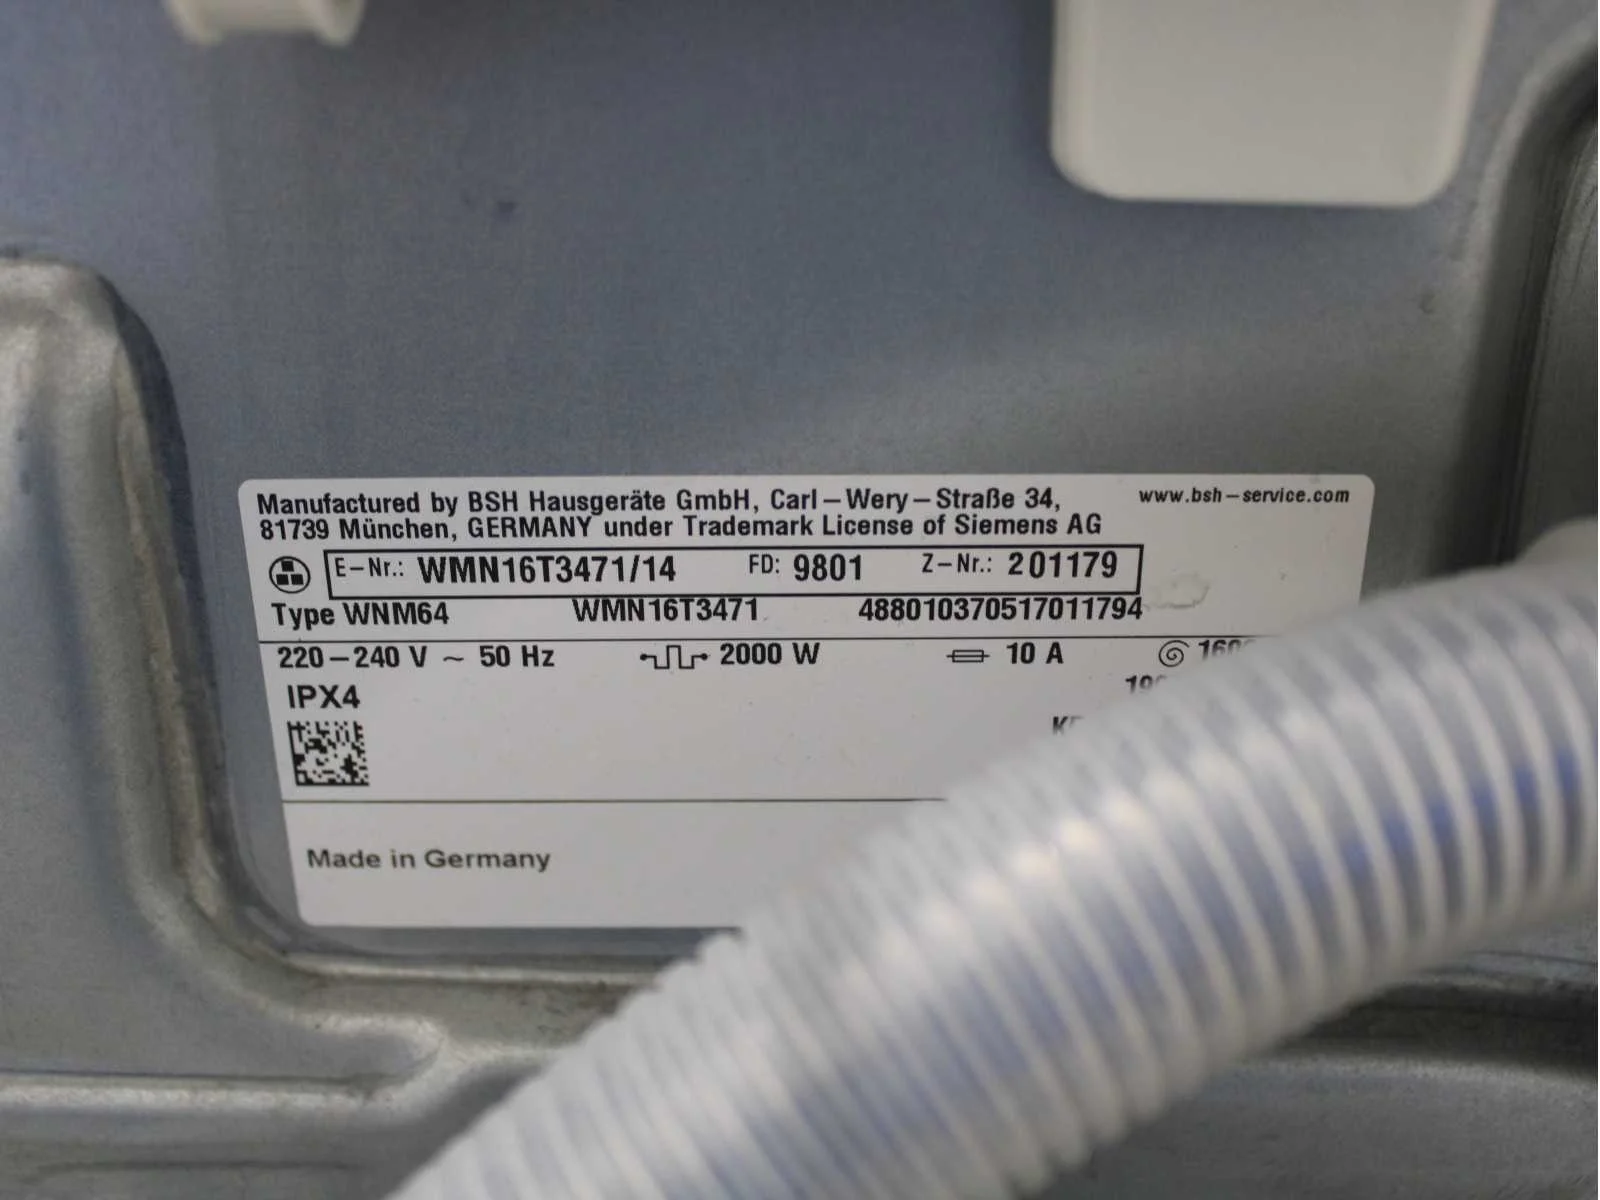 Manufactured by BSH Hausgeräte GmbH, Carl-Wery-Straße 34, www.bsh-service.com
81739 München, GERMANY under Trademark License of Siemens AG
E-Nr.: WMN16T3471/14 FD: 9801 Z-Nr.: 201179
Type WNM64 WMN16T3471 488010370517011794
220-240 V ~ 50 Hz 2000 W 10 A
IPX4
Made in Germany